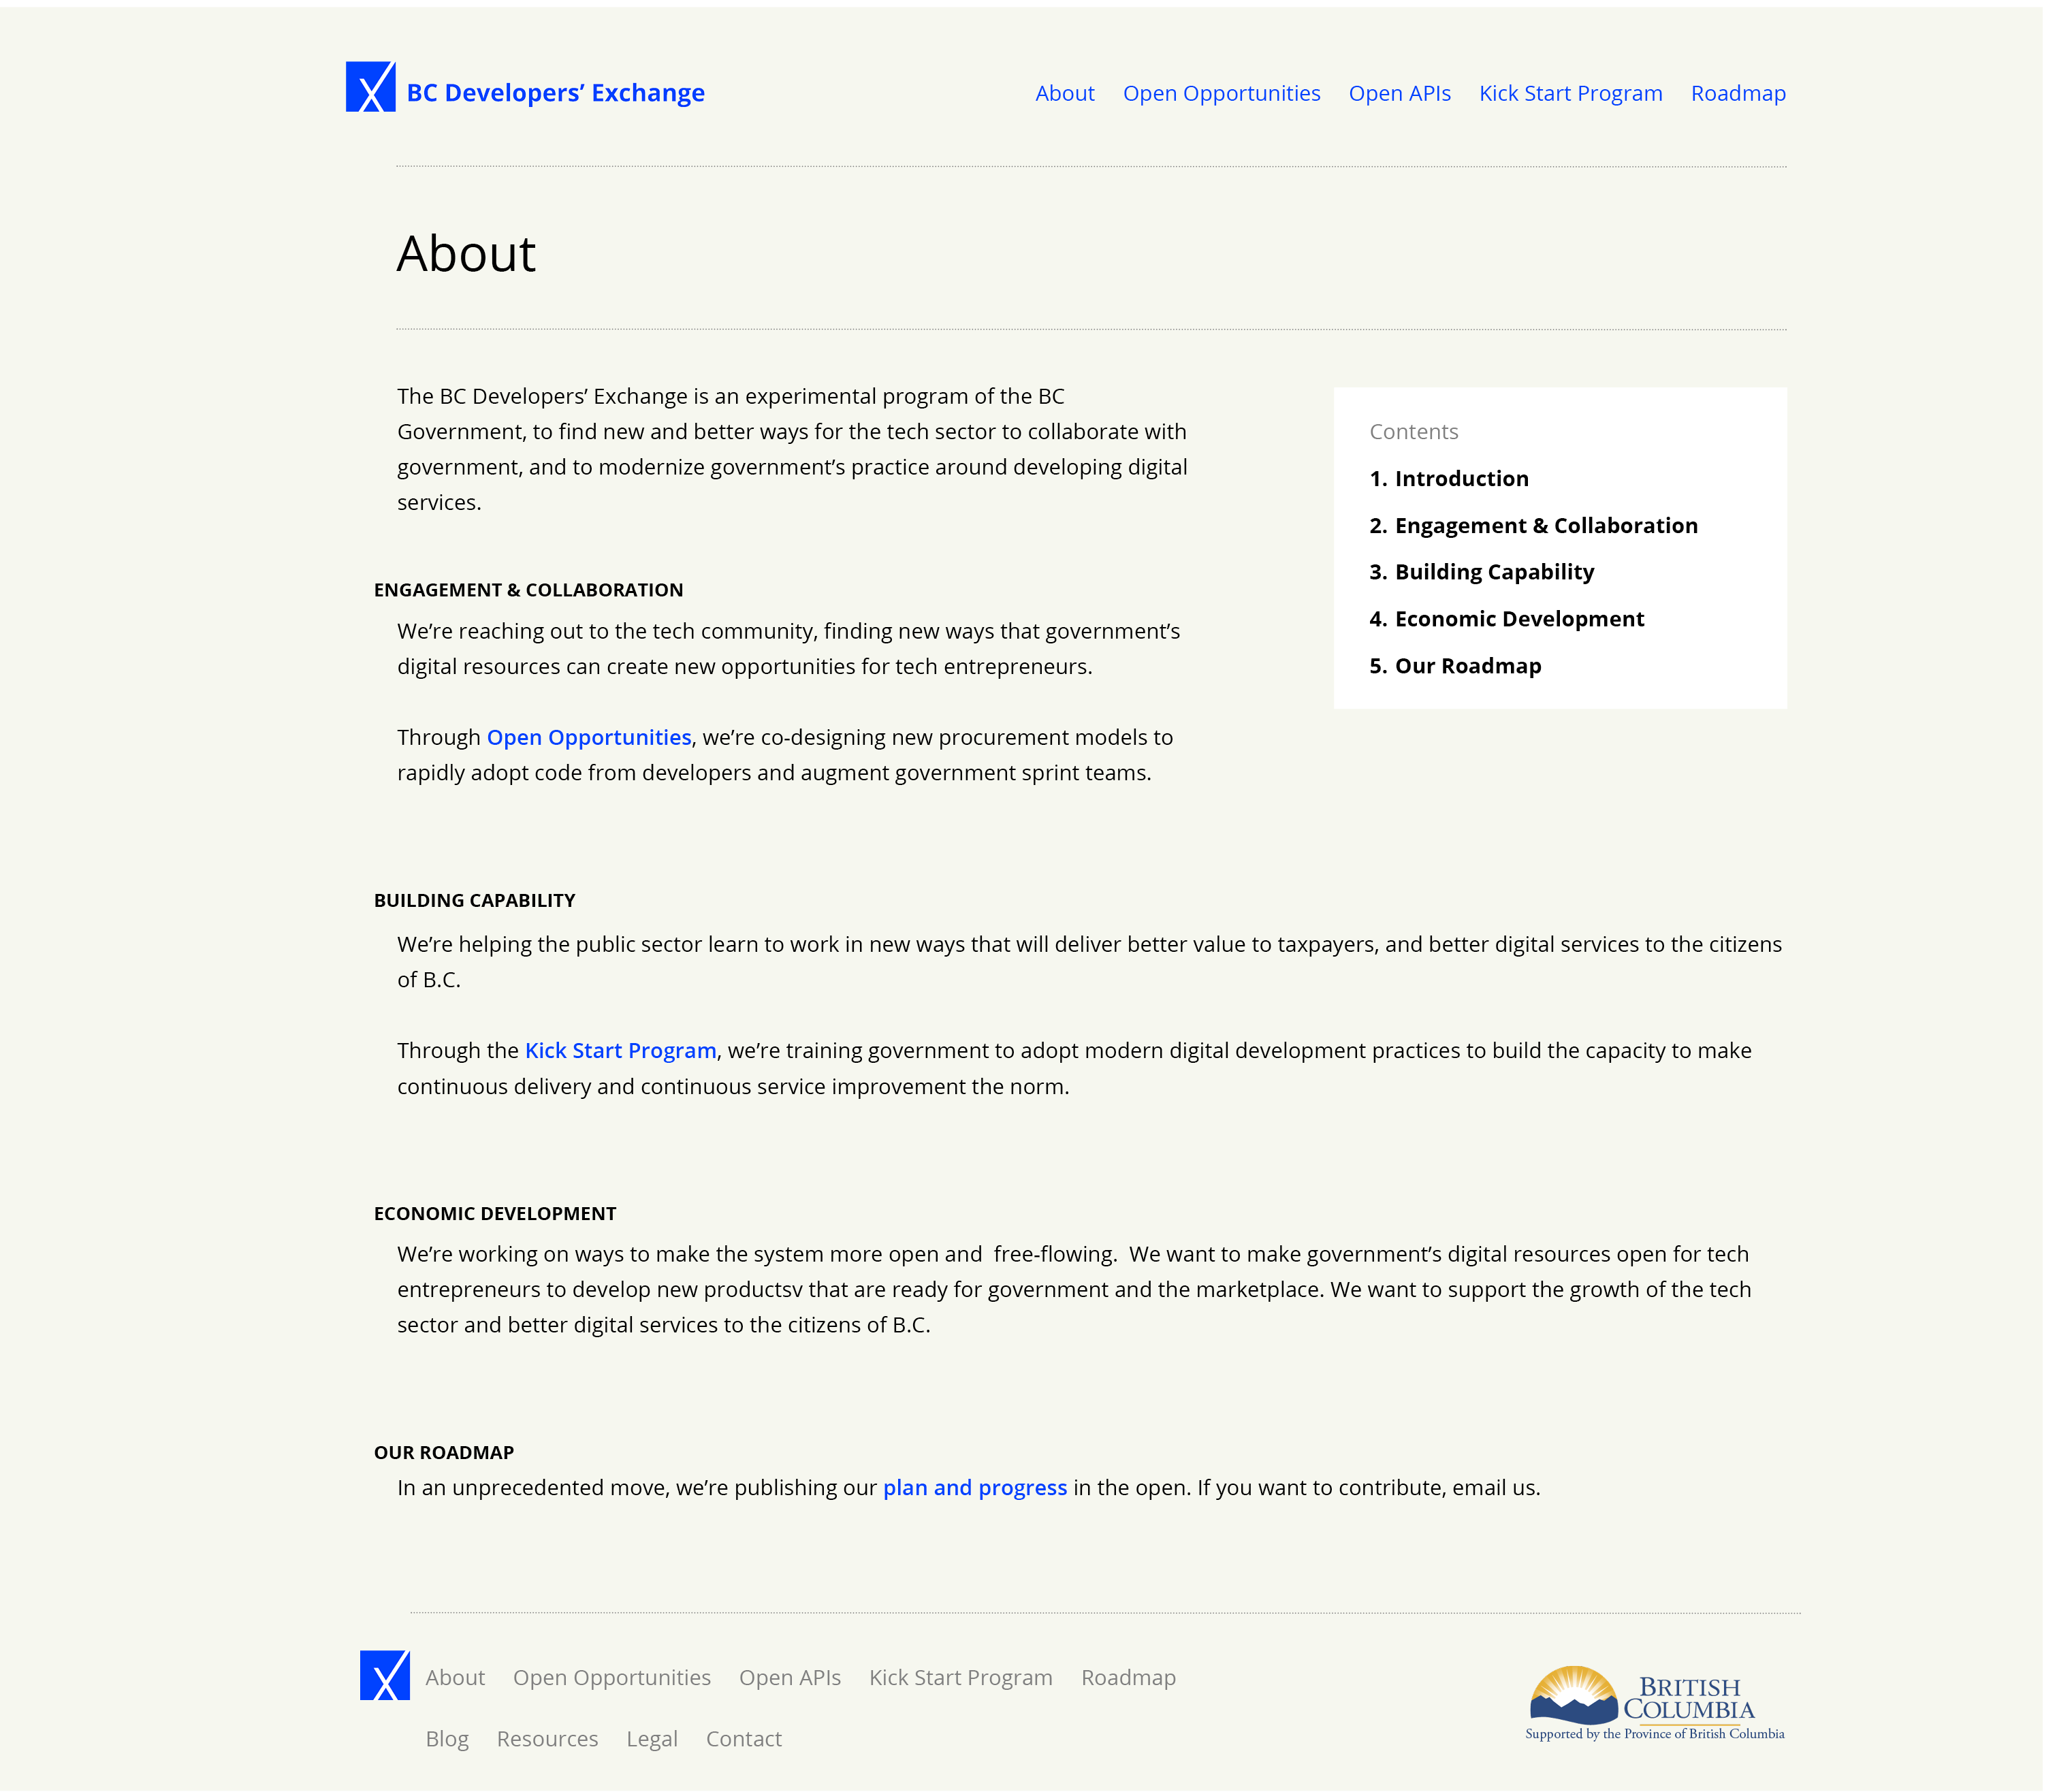 BC Developers’ Exchange
About Open Opportunities Open APIs Kick Start Program Roadmap
About
The BC Developers’ Exchange is an experimental program of the BC
Government, to find new and better ways for the tech sector to collaborate with
government, and to modernize government’s practice around developing digital
services.
Contents
1. Introduction
2. Engagement & Collaboration
3. Building Capability
4. Economic Development
5. Our Roadmap
ENGAGEMENT & COLLABORATION
We’re reaching out to the tech community, finding new ways that government’s
digital resources can create new opportunities for tech entrepreneurs.
Through Open Opportunities, we’re co-designing new procurement models to
rapidly adopt code from developers and augment government sprint teams.
BUILDING CAPABILITY
We’re helping the public sector learn to work in new ways that will deliver better value to taxpayers, and better digital services to the citizens
of B.C.
Through the Kick Start Program, we’re training government to adopt modern digital development practices to build the capacity to make
continuous delivery and continuous service improvement the norm.
ECONOMIC DEVELOPMENT
We’re working on ways to make the system more open and  free-flowing.  We want to make government’s digital resources open for tech
entrepreneurs to develop new productsv that are ready for government and the marketplace. We want to support the growth of the tech
sector and better digital services to the citizens of B.C.
OUR ROADMAP
In an unprecedented move, we’re publishing our plan and progress in the open. If you want to contribute, email us.
About Open Opportunities Open APIs Kick Start Program Roadmap
Blog Resources Legal Contact
BRITISH
COLUMBIA
Supported by the Province of British Columbia